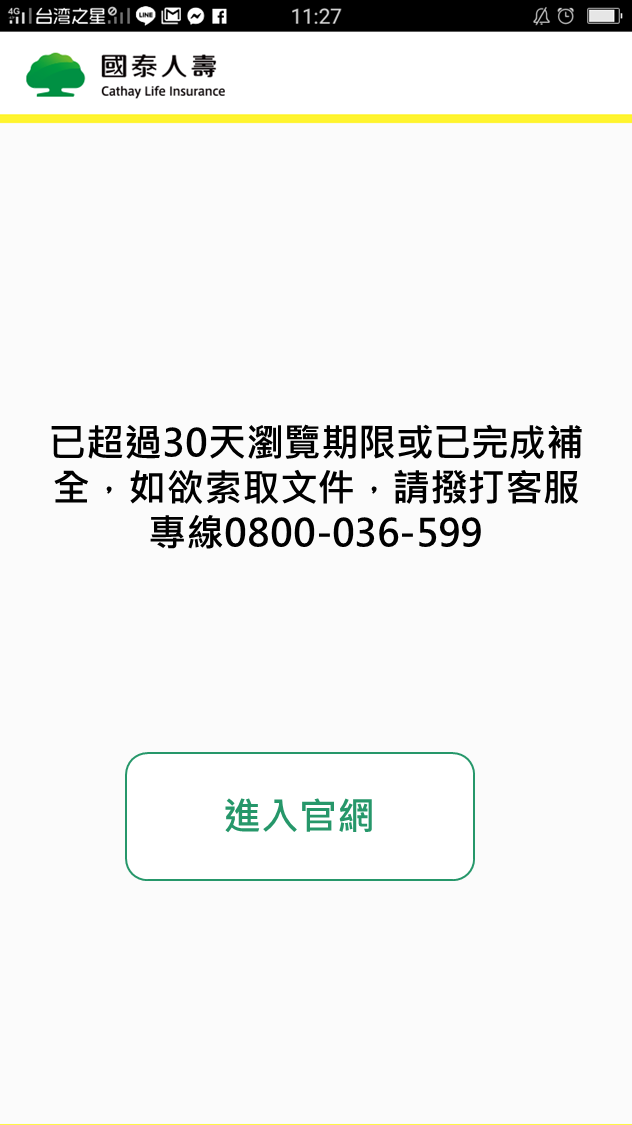 4G 台灣之星 LINE 11:27
國泰人壽
Cathay Life Insurance
已超過30天瀏覽期限或已完成補
全，如欲索取文件，請撥打客服
專線0800-036-599
進入官網